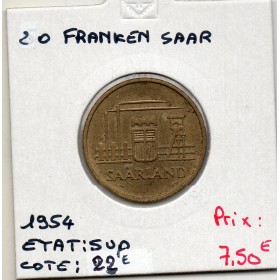 20 FRANKEN SAAR
SAARLAND
1954
ETAT: SUP
COTE: 22€
Prix:
7,50€